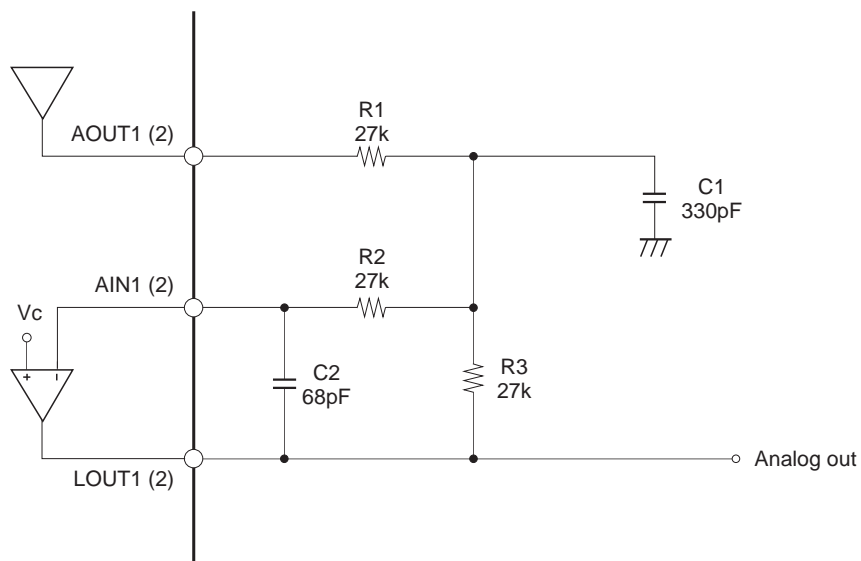 AOUT1 (2)
R1
27k
C1
330pF
AIN1 (2)
R2
27k
Vc
+
–
C2
68pF
R3
27k
LOUT1 (2)
Analog out